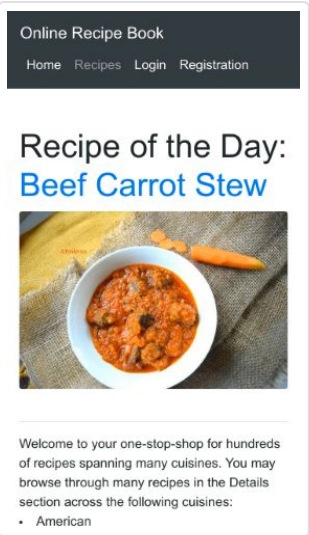 Online Recipe Book
Home Recipes Login Registration
Recipe of the Day:
Beef Carrot Stew
Welcome to your one-stop-shop for hundreds
of recipes spanning many cuisines. You may
browse through many recipes in the Details
section across the following cuisines:
• American